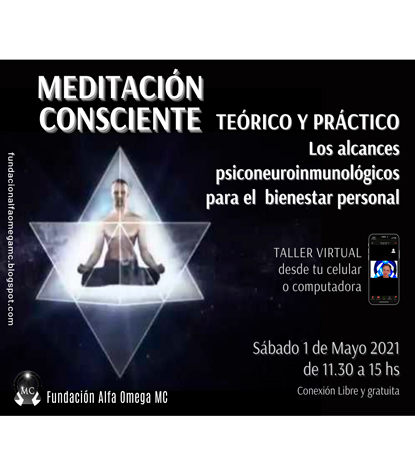 MEDITACIÓN
CONSCIENTE
TEÓRICO Y PRÁCTICO
Los alcances
psiconeuroinmunológicos
para el bienestar personal
fundacionalfaomegamc.blogspot.com
TALLER VIRTUAL
desde tu celular
o computadora
Sábado 1 de Mayo 2021
de 11.30 a 15 hs
Conexión Libre y gratuita
MC
Fundación Alfa Omega MC